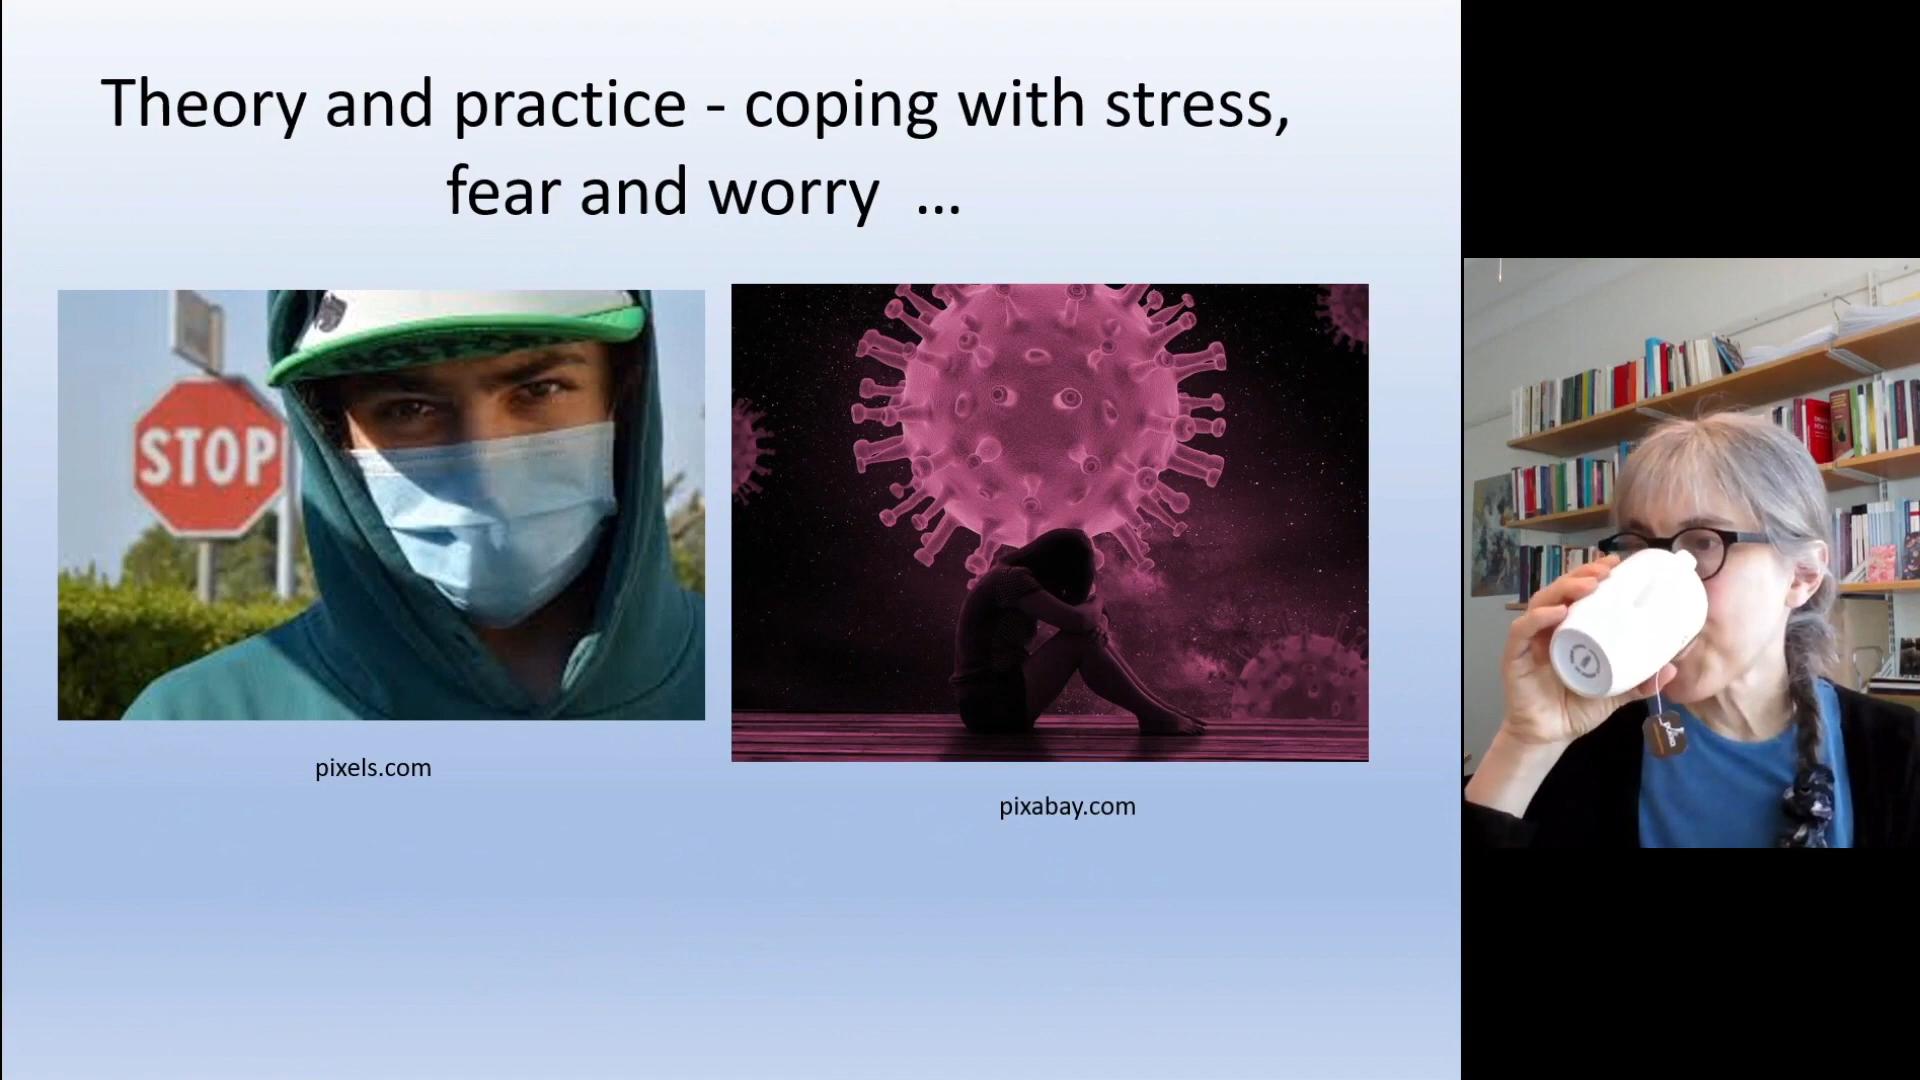 Theory and practice - coping with stress,
fear and worry ...
STOP
pixels.com
pixabay.com